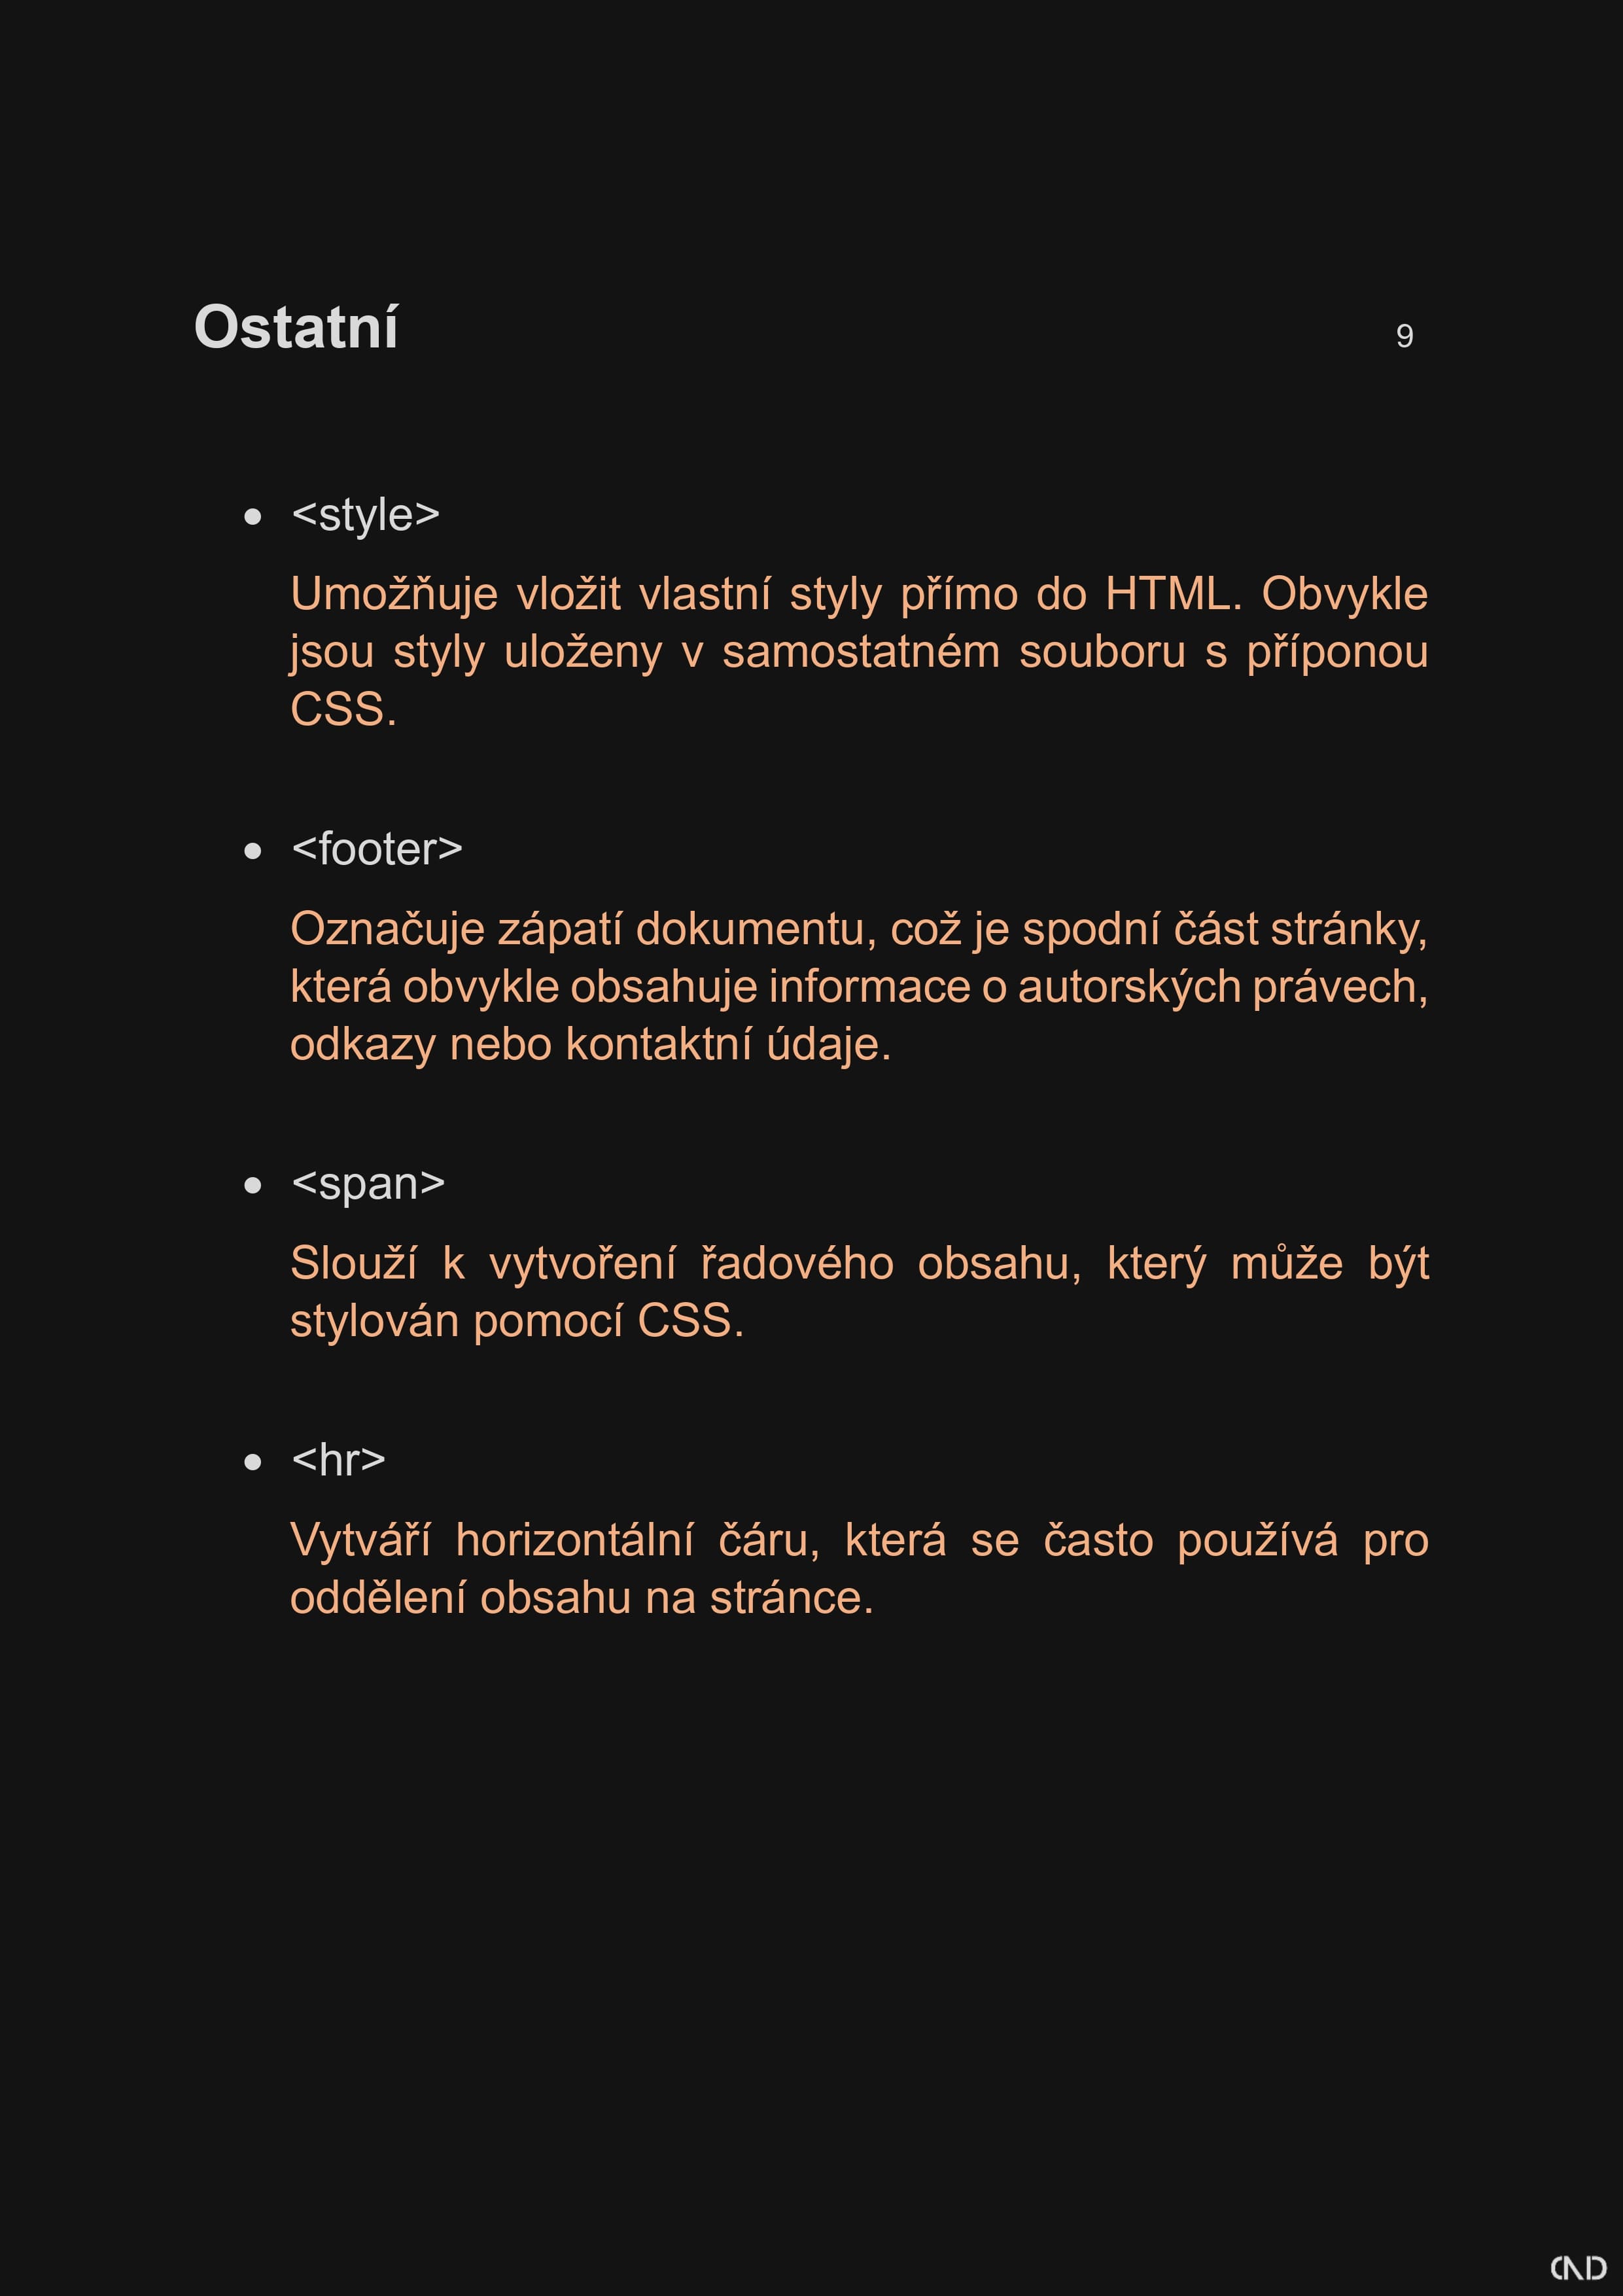 Ostatní 9
<style>
Umožňuje vložit vlastní styly přímo do HTML. Obvykle
jsou styly uloženy v samostatném souboru s příponou
CSS.
<footer>
Označuje zápatí dokumentu, což je spodní část stránky,
která obvykle obsahuje informace o autorských právech,
odkazy nebo kontaktní údaje.
<span>
Slouží k vytvoření řadového obsahu, který může být
stylován pomocí CSS.
<hr>
Vytváří horizontální čáru, která se často používá pro
oddělení obsahu na stránce.